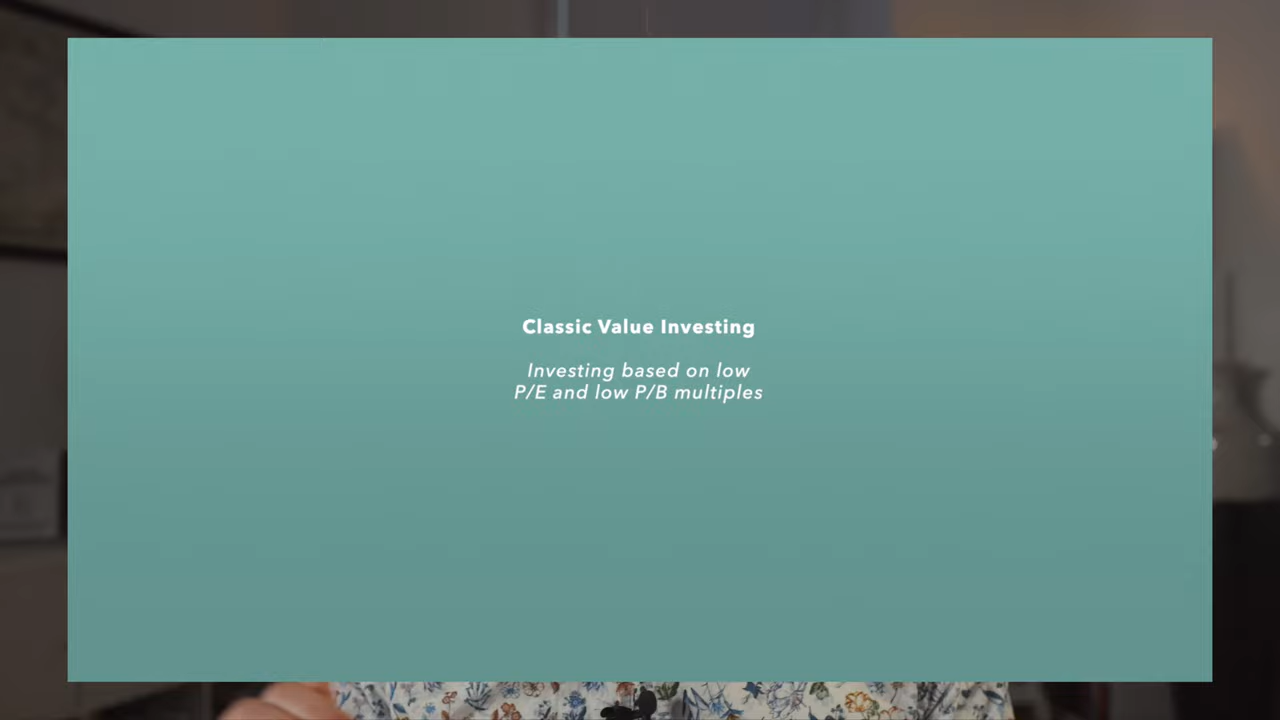 Classic Value Investing
Investing based on low
P/E and low P/B multiples